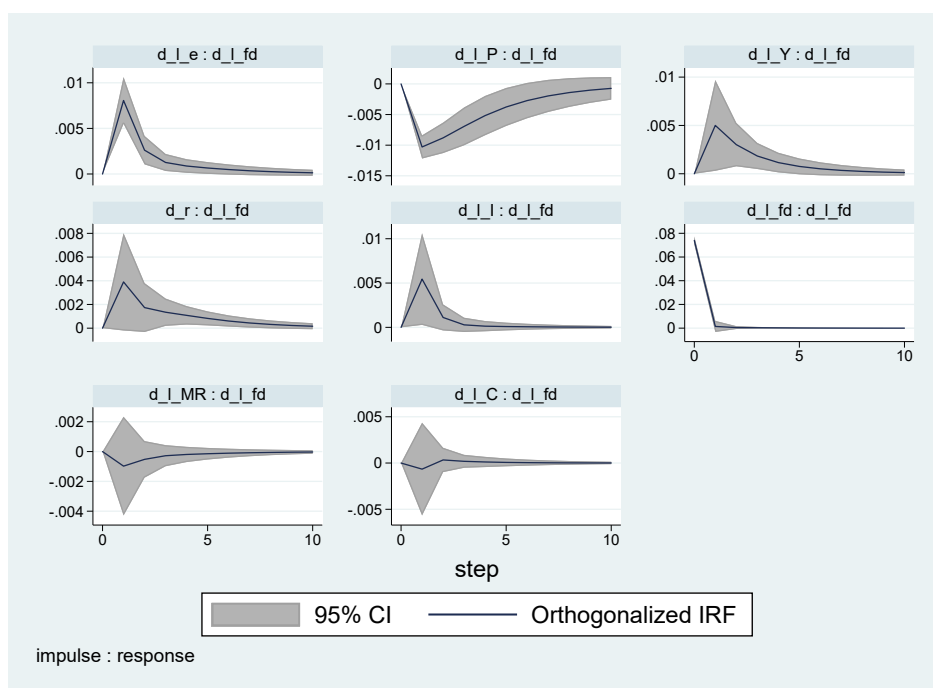 d_l_e : d_l_fd
d_l_P : d_l_fd
d_l_Y : d_l_fd
.01
.005
0
0
-.005
-.01
-.015
.01
.005
0
d_r : d_l_fd
d_l_I : d_l_fd
d_l_fd : d_l_fd
.008
.006
.004
.002
0
.01
.005
0
.08
.06
.04
.02
0
0 5 10
d_l_MR : d_l_fd
d_l_C : d_l_fd
.002
0
-.002
-.004
.005
0
-.005
0 5 10
0 5 10
step
95% CI
Orthogonalized IRF
impulse : response